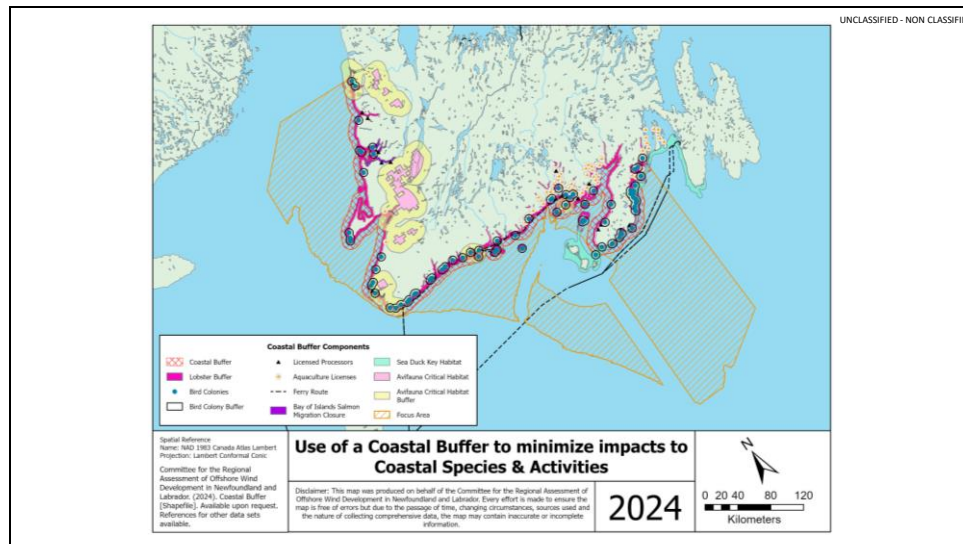 UNCLASSIFIED - NON CLASSIFI
Coastal Buffer Components
Coastal Buffer
Lobster Buffer
Bird Colonies
Bird Colony Buffer
Licensed Processors
Aquaculture Licenses
Ferry Route
Bay of Islands Salmon
Migration Closure
Sea Duck Key Habitat
Avifauna Critical Habitat
Avifauna Critical Habitat
Buffer
Focus Area
Spatial Reference
Name: NAD 1983 Canada Atlas Lambert
Projection: Lambert Conformal Conic
Committee for the Regional
Assessment of Offshore Wind
Development in Newfoundland and
Labrador. (2024). Coastal Buffer
[Shapefile]. Available upon request.
References for other data sets
available.
Use of a Coastal Buffer to minimize impacts to
Coastal Species & Activities
Disclaimer: This map was produced on behalf of the Committee for the Regional Assessment of
Offshore Wind Development in Newfoundland and Labrador. Every effort is made to ensure the
map is free of errors but due to the passage of time, changing circumstances, sources used and
the nature of collecting comprehensive data, the map may contain inaccurate or incomplete
information.
2024
N
0 20 40 80 120
Kilometers